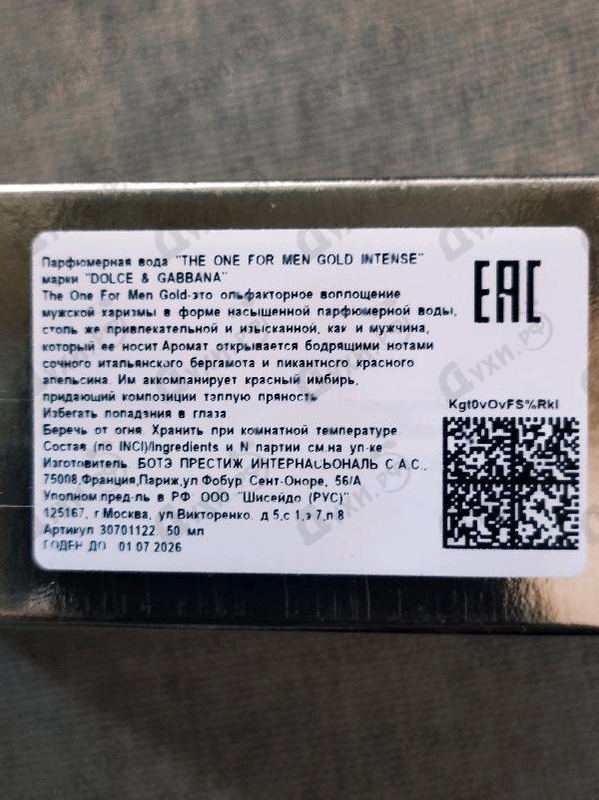 Парфюмерная вода "THE ONE FOR MEN GOLD INTENSE"
марки "DOLCE & GABBANA"
The One For Men Gold-это ольфакторное воплощение
мужской харизмы в форме насыщенной парфюмерной воды,
столь же привлекательной и изысканной, как и мужчина,
который ее носит Аромат открывается бодрящими нотами
сочного итальянского бергамота и пикантного красного
апельсина. Им аккомпанирует красный имбирь,
придающий композиции теплую пряность
Избегать попадания в глаза.
Беречь от огня. Хранить при комнатной температуре.
Состав (по INCI)/Ingredients и N партии см.на уп-ке
Изготовитель. БОТЭ ПРЕСТИЖ ИНТЕРНАСЬОНАЛЬ С.А.С.,
75008,Франция,Париж,ул Фобур Сент-Оноре, 56/А
Уполном.пред-ль в РФ ООО "Шисейдо (РУС)"
125167, г Москва, ул Викторенко, д 5,с 1,э 7,п 8
Артикул 30701122, 50 мл
ГОДЕН ДО 01 07 2026
EAC
Kgt0vOvFS%RkI
Духи.рф